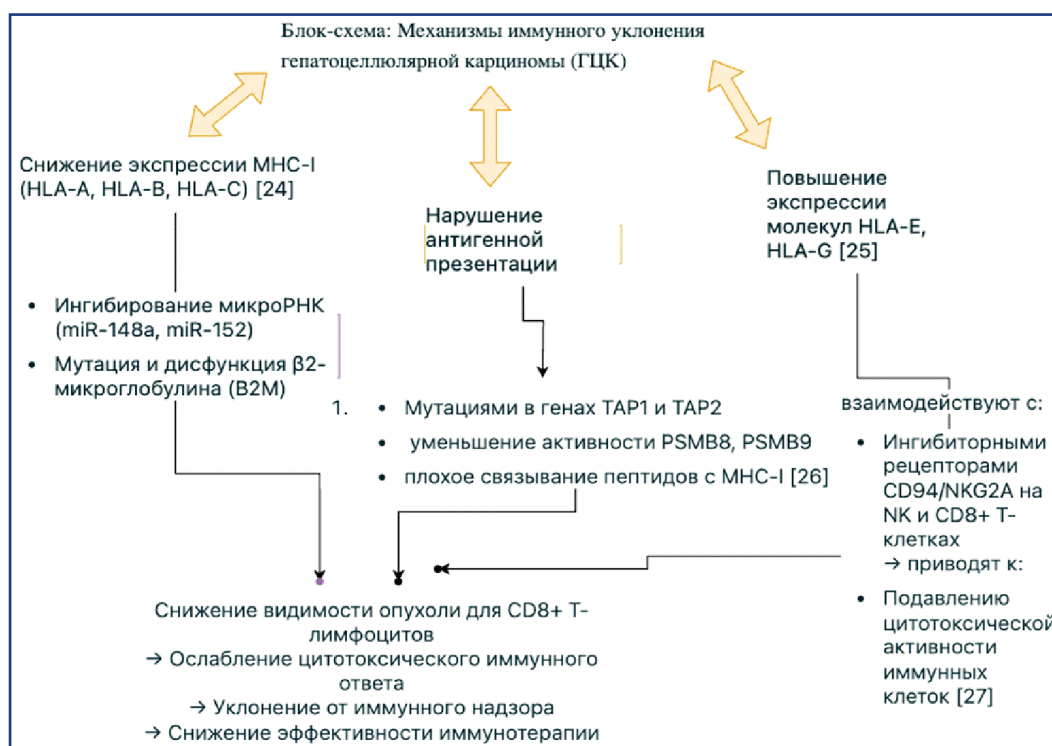 Блок-схема: Механизмы иммунного уклонения
гепатоцеллюлярной карциномы (ГЦК)
Снижение экспрессии MHC-I
(HLA-A, HLA-B, HLA-C) [24]
• Ингибирование микроРНК
(miR-148a, miR-152)
• Мутация и дисфункция β2-
микроглобулина (B2M)
Нарушение
антигенной
презентации
1. • Мутациями в генах TAP1 и TAP2
• уменьшение активности PSMB8, PSMB9
• плохое связывание пептидов с MHC-I [26]
Повышение
экспрессии
молекул HLA-E,
HLA-G [25]
взаимодействуют с:
• Ингибиторными
рецепторами
CD94/NKG2A на
NK и CD8+ T-
клетках
→ приводят к:
• Подавлению
цитотоксической
активности
иммунных
клеток [27]
Снижение видимости опухоли для CD8+ T-
лимфоцитов
→ Ослабление цитотоксического иммунного
ответа
→ Уклонение от иммунного надзора
→ Снижение эффективности иммунотерапии